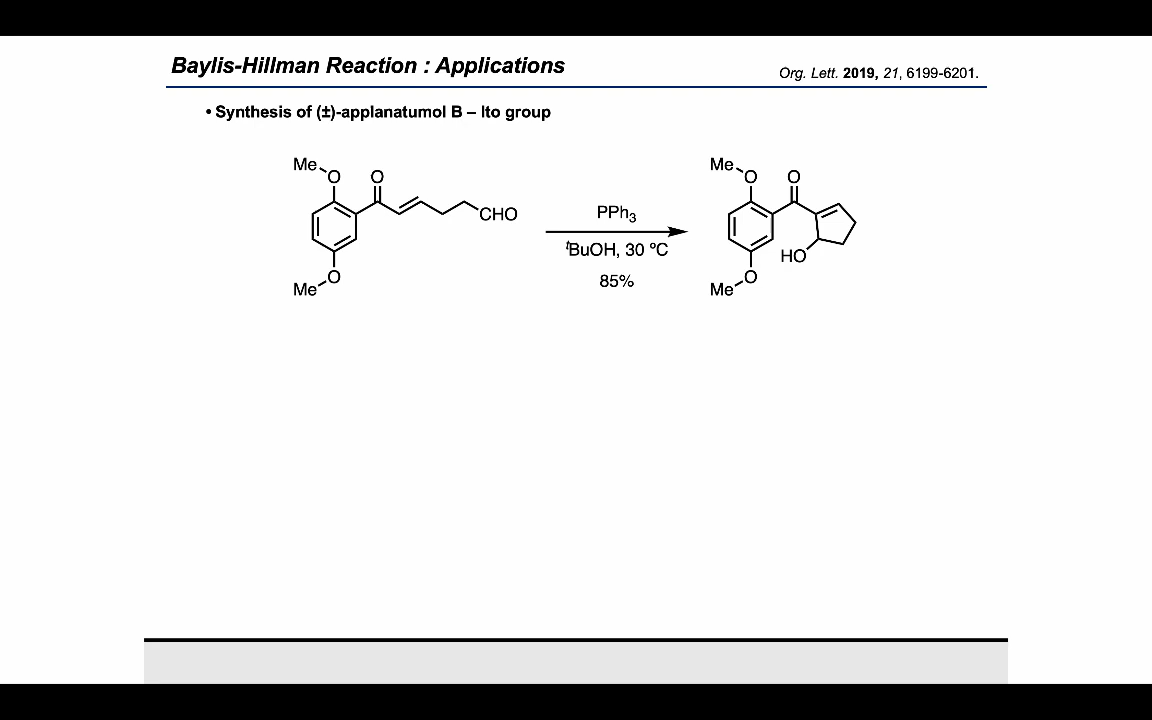 Baylis-Hillman Reaction : Applications
Org. Lett. 2019, 21, 6199-6201.
• Synthesis of (±)-applanatumol B – Ito group
Me O O CHO O Me
PPh3
tBuOH, 30 ºC
85%
Me O O HO O Me